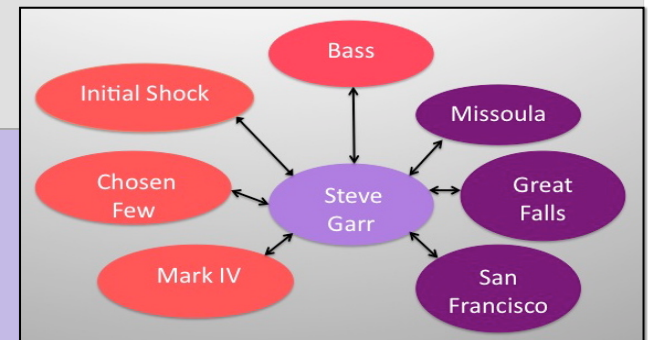 Bass
Initial Shock
Missoula
Chosen
Few
Steve
Garr
Great
Falls
Mark IV
San
Francisco